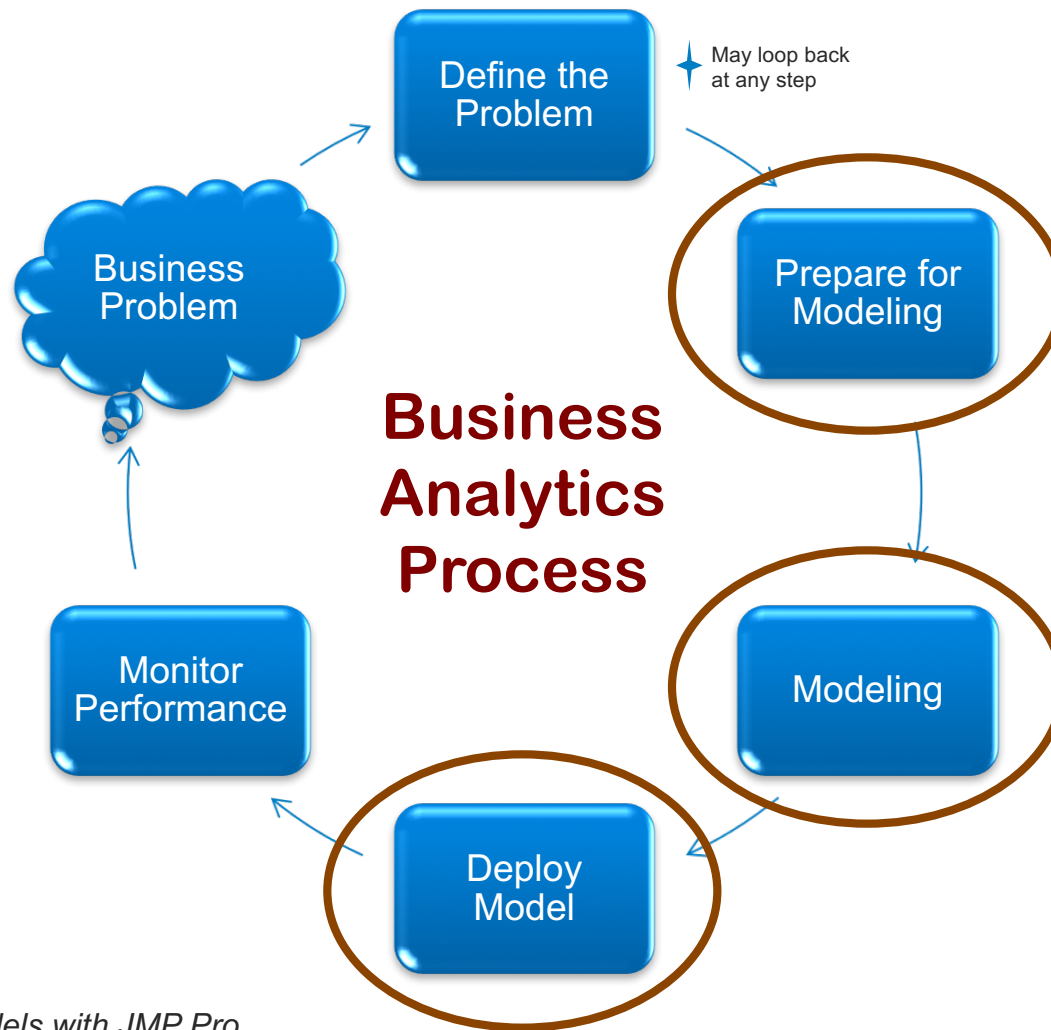 Define the
Problem
May loop back
at any step
Business
Problem
Prepare for
Modeling
Business
Analytics
Process
Monitor
Performance
Modeling
Deploy
Model
with JMP Pro